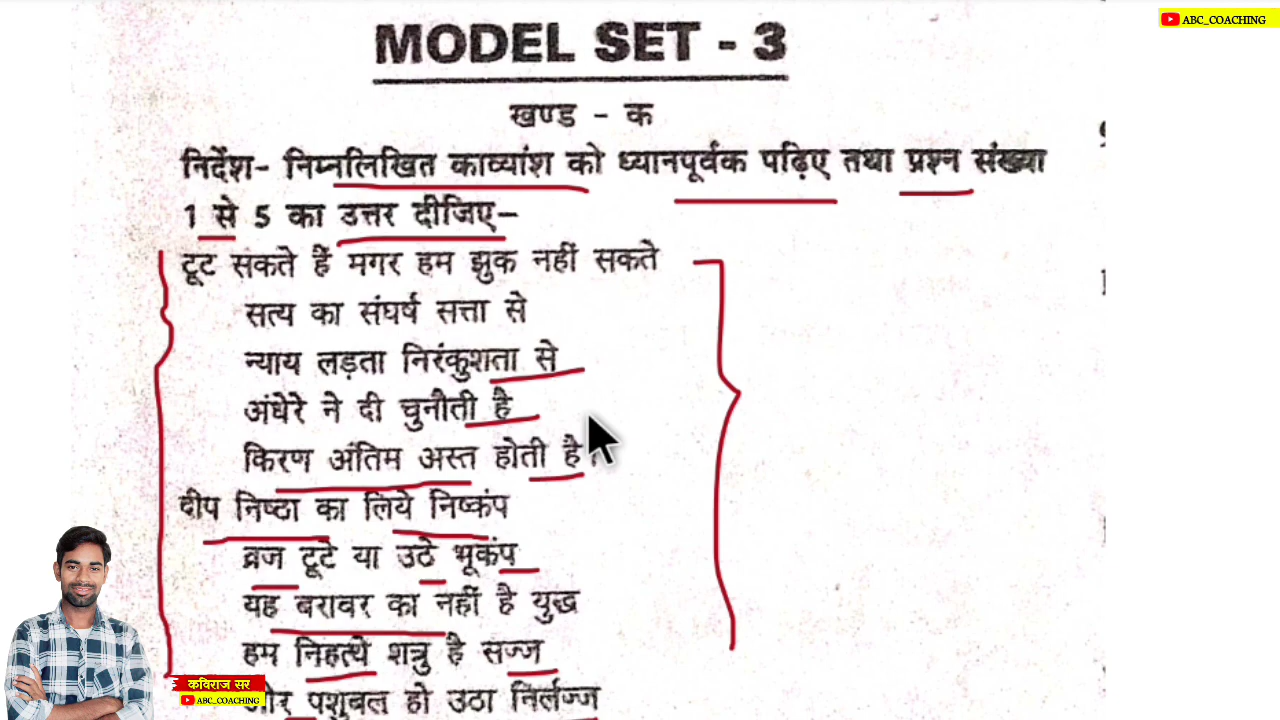 ABC_COACHING
MODEL SET - 3
खण्ड - क
निर्देश- निम्नलिखित काव्यांश को ध्यानपूर्वक पढ़िए तथा प्रश्न संख्या
1 से 5 का उत्तर दीजिए-
टूट सकते हैं मगर हम झुक नहीं सकते
सत्य का संघर्ष सत्ता से
न्याय लड़ता निरंकुशता से
अंधेरे ने दी चुनौती है
किरण अंतिम अस्त होती है।
दीप निष्ठा का लिये निष्कंप
व्रज टूटे या उठे भूकंप
यह बरावर का नहीं है युद्ध
हम निहत्थे शत्रु है सज्ज
और पशुबल हो उठा निर्लज्ज
कविराज सर
ABC_COACHING